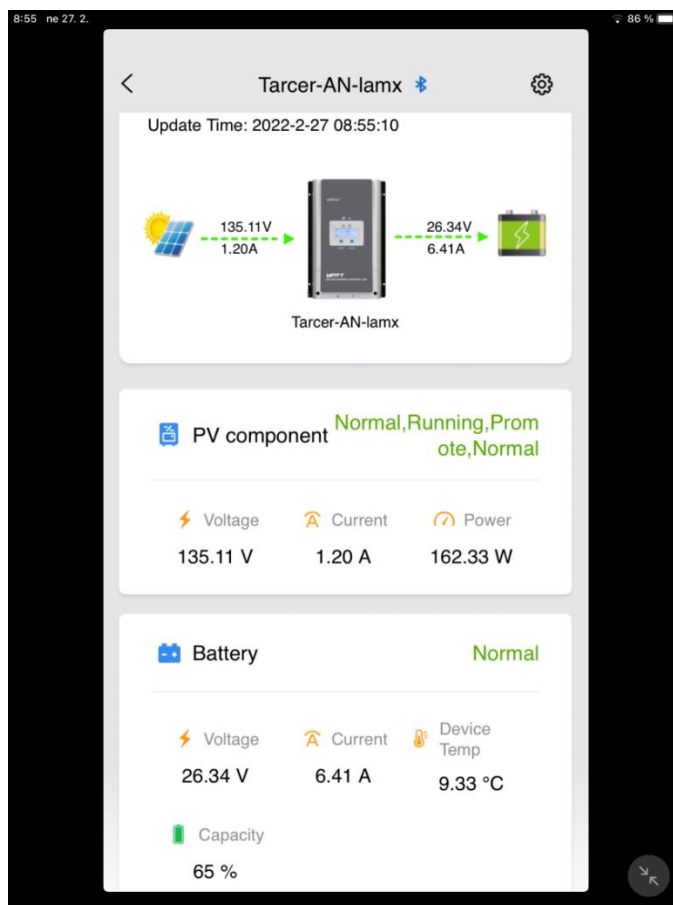 8:55 ne 27. 2.
86 %
Tarcer-AN-lamx
Update Time: 2022-2-27 08:55:10
135.11V
26.34V
1.20A
6.41A
MPPT
Tarcer-AN-lamx
PV component
Normal,Running,Prom
ote,Normal
Voltage
Current
Power
135.11 V
1.20 A
162.33 W
Battery
Normal
Voltage
Current
Device
Temp
26.34 V
6.41 A
9.33 °C
Capacity
65 %